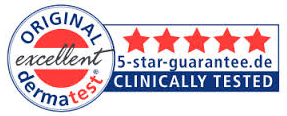 ORIGINAL
excellent
dermatest®
5-star-guarantee.de
CLINICALLY TESTED